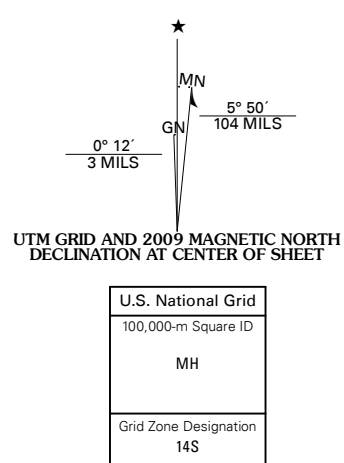 ★
MN
GN
5° 50´
104 MILS
0° 12´
3 MILS
UTM GRID AND 2009 MAGNETIC NORTH
DECLINATION AT CENTER OF SHEET
U.S. National Grid
100,000-m Square ID
MH
Grid Zone Designation
14S